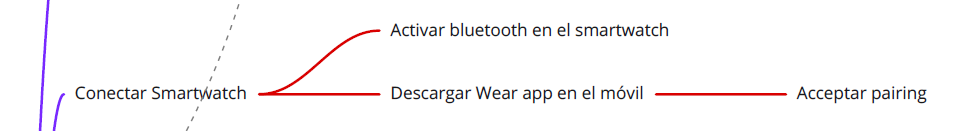 Activar bluetooth en el smartwatch
Conectar Smartwatch
Descargar Wear app en el móvil
Acceptar pairing